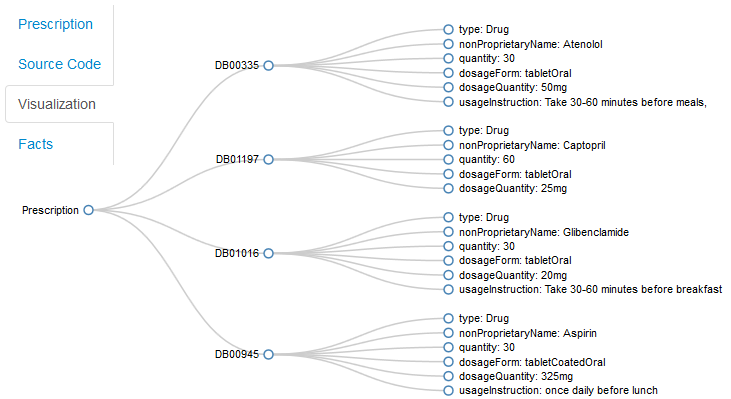 Prescription
Source Code
Visualization
Facts
Prescription
DB00335
type: Drug
nonProprietaryName: Atenolol
quantity: 30
dosageForm: tabletOral
dosageQuantity: 50mg
usageInstruction: Take 30-60 minutes before meals,
DB01197
type: Drug
nonProprietaryName: Captopril
quantity: 60
dosageForm: tabletOral
dosageQuantity: 25mg
DB01016
type: Drug
nonProprietaryName: Glibenclamide
quantity: 30
dosageForm: tabletOral
dosageQuantity: 20mg
usageInstruction: Take 30-60 minutes before breakfast
DB00945
type: Drug
nonProprietaryName: Aspirin
quantity: 30
dosageForm: tabletCoatedOral
dosageQuantity: 325mg
usageInstruction: once daily before lunch